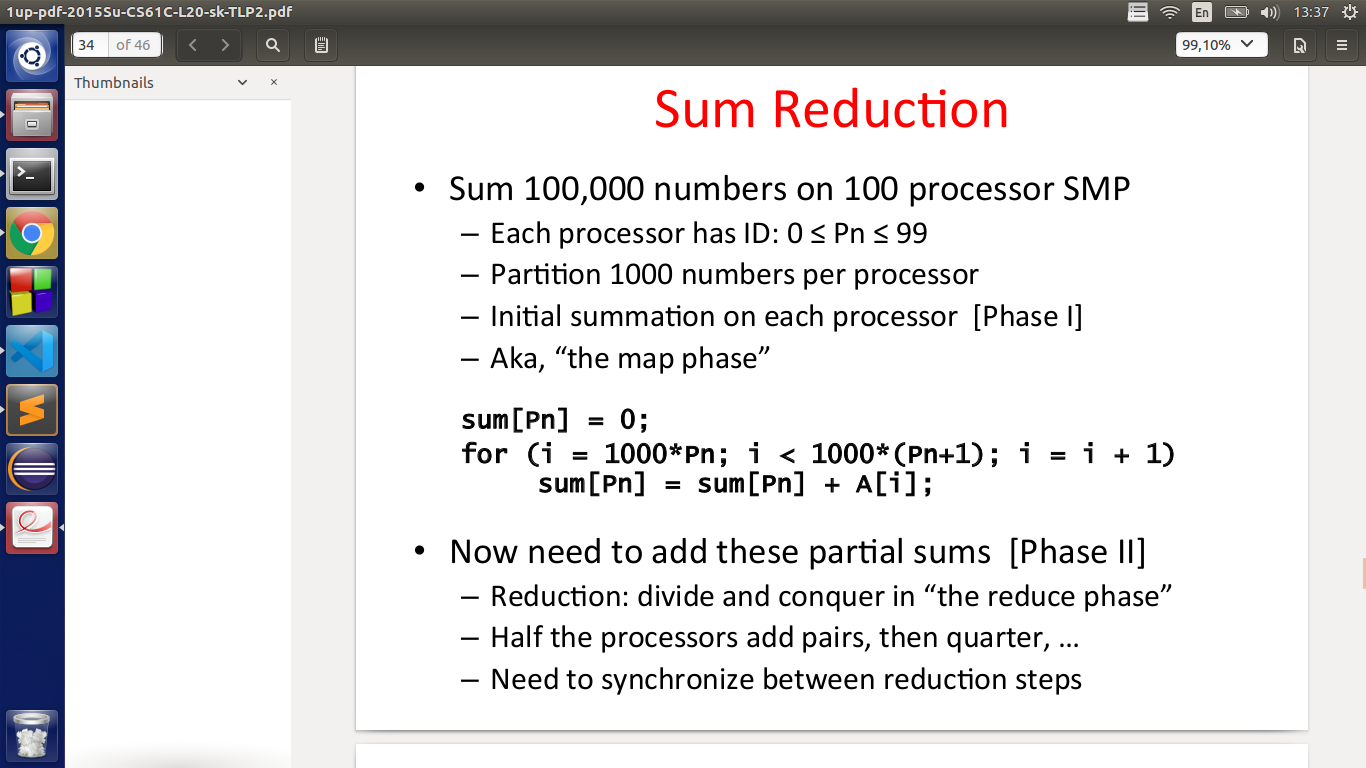 1up-pdf-2015Su-CS61C-L20-sk-TLP2.pdf
En
13:37
34 of 46
99,10%
Thumbnails
Sum Reduction
• Sum 100,000 numbers on 100 processor SMP
– Each processor has ID: 0 ≤ Pn ≤ 99
– Partition 1000 numbers per processor
– Initial summation on each processor [Phase I]
– Aka, “the map phase”
sum[Pn] = 0;
for (i = 1000*Pn; i < 1000*(Pn+1); i = i + 1)
sum[Pn] = sum[Pn] + A[i];
• Now need to add these partial sums [Phase II]
– Reduction: divide and conquer in “the reduce phase”
– Half the processors add pairs, then quarter, …
– Need to synchronize between reduction steps